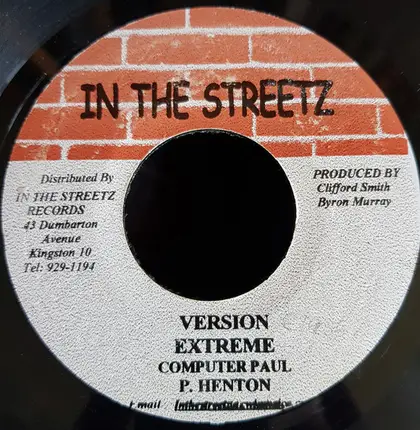 IN THE STREETZ
Distributed By
IN THE STREETZ
RECORDS
43 Dumbarton
Avenue
Kingston 10
Tel: 929-1194
PRODUCED BY
Clifford Smith
Byron Murray
VERSION
EXTREME
COMPUTER PAUL
P. HENTON